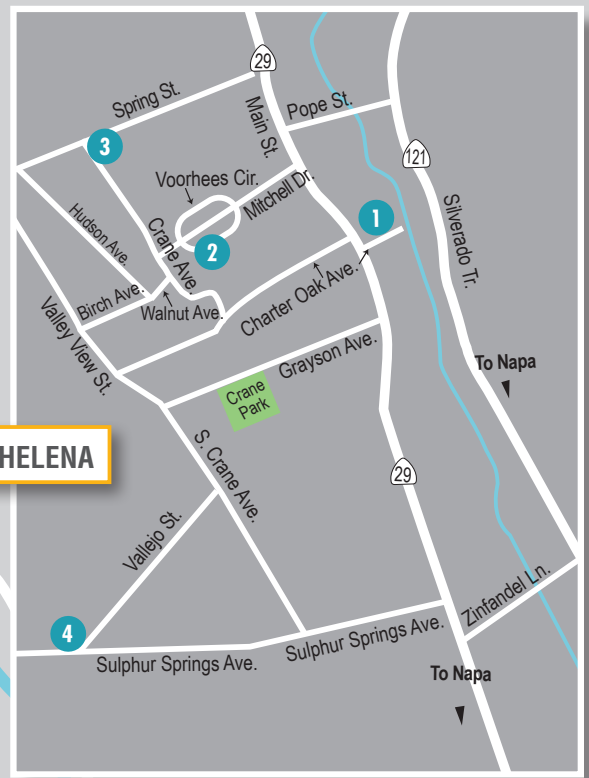 29
Spring St.
Main St.
Pope St.
3
121
Voorhees Cir.
Mitchell Dr.
Silverado Tr.
Hudson Ave.
Crane Ave.
1
2
Birch Ave.
Walnut Ave.
Charter Oak Ave.
Valley View St.
Grayson Ave.
To Napa
Crane
Park
HELENA
S. Crane Ave.
29
Vallejo St.
Zinfandel Ln.
4
Sulphur Springs Ave.
Sulphur Springs Ave.
To Napa